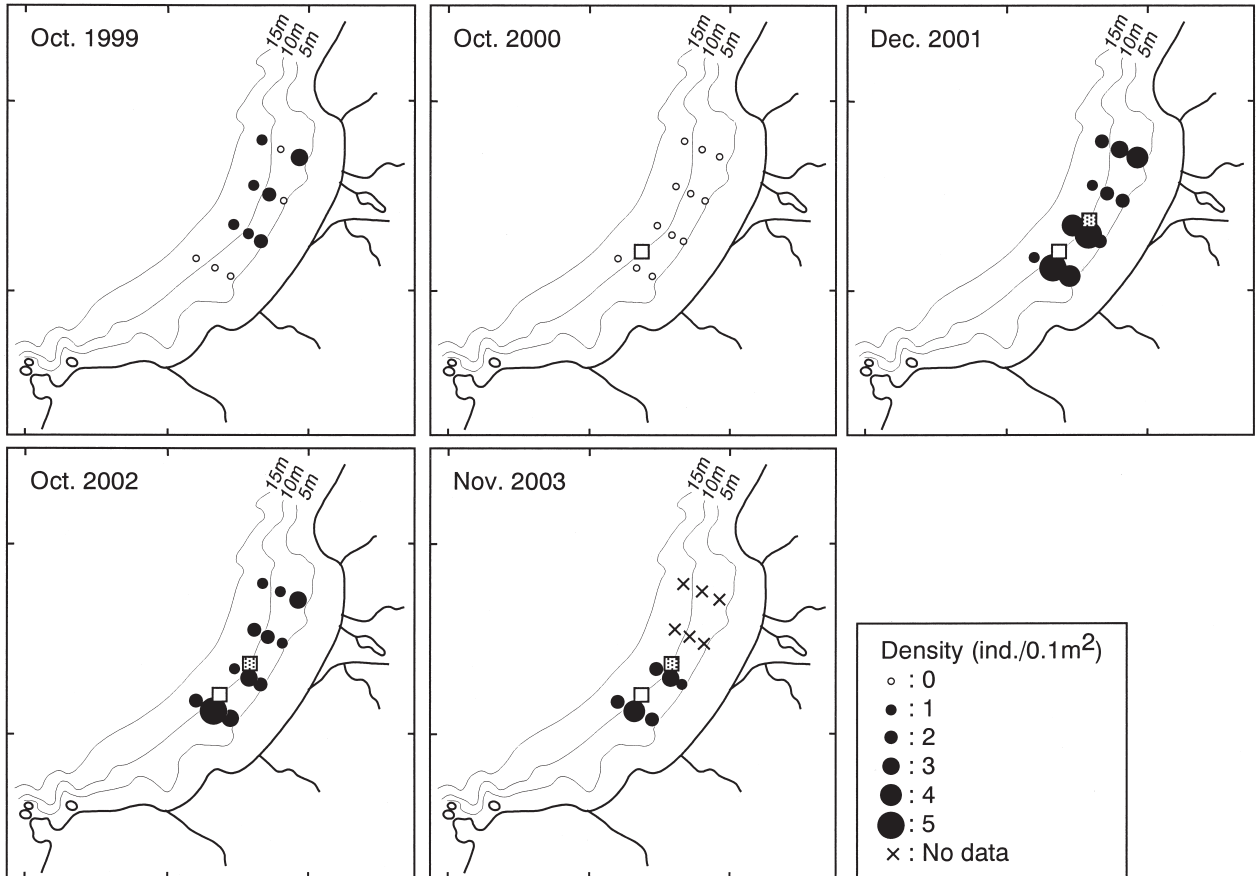 Oct. 1999
15m
10m
5m
Oct. 2000
15m
10m
5m
Dec. 2001
15m
10m
5m
Oct. 2002
15m
10m
5m
Nov. 2003
15m
10m
5m
Density (ind./0.1m²)
: 0
: 1
: 2
: 3
: 4
: 5
× : No data